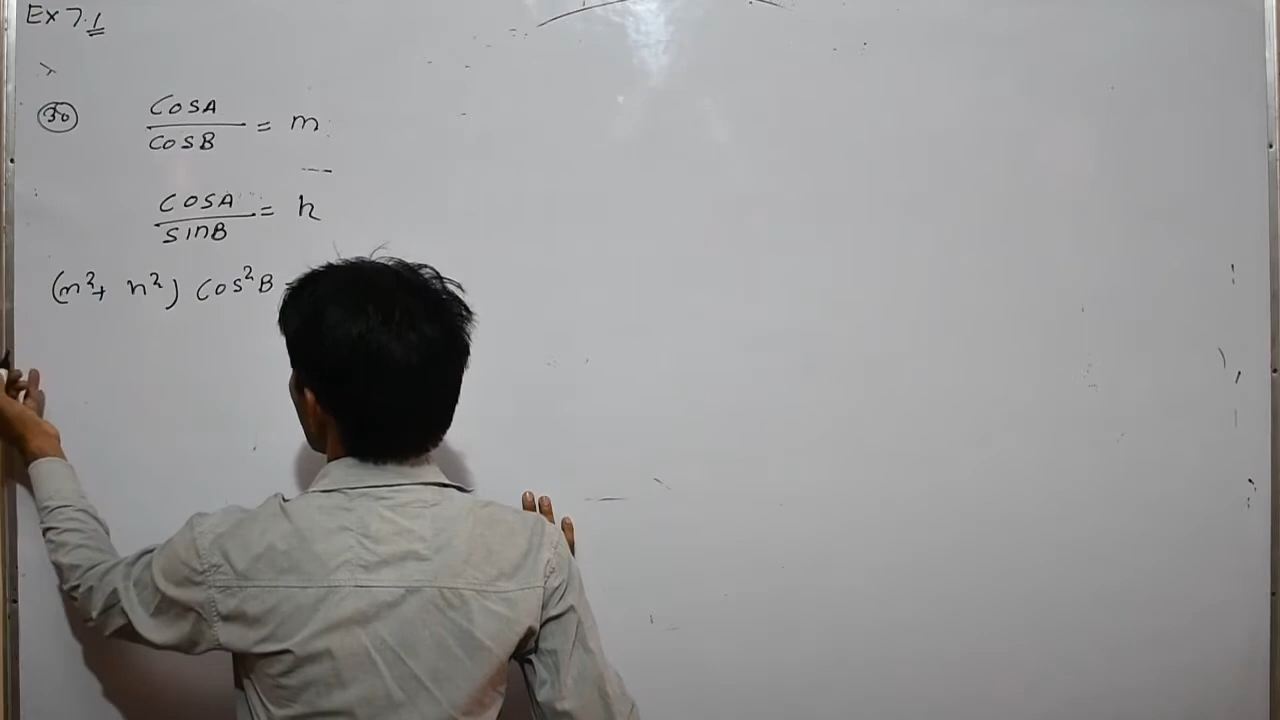 Ex 7.1
30
cosA / cosB = m
cosA / sinB = n
(m²+ n²) cos²B